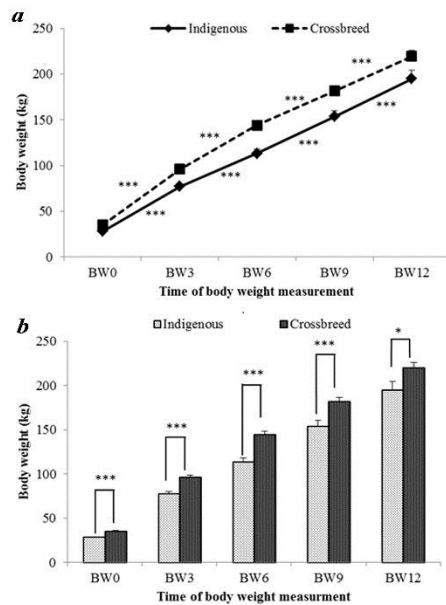 a
Indigenous Crossbreed
250
200
150
100
50
0
Body weight (kg)
*** *** *** ***
*** *** *** ***
BW0 BW3 BW6 BW9 BW12
Time of body weight measurement
b
Indigenous Crossbreed
250
200
150
100
50
0
Body weight (kg)
*** *** *** *** *
BW0 BW3 BW6 BW9 BW12
Time of body weight measurment